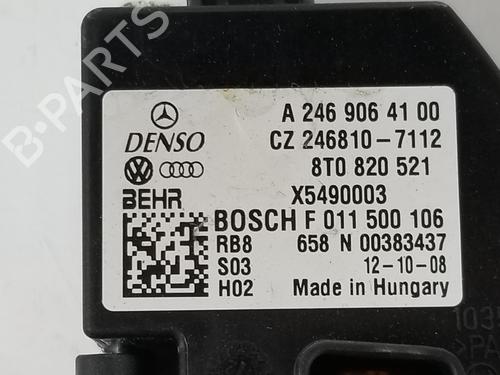 B-PARTS
A 246 906 41 00
DENSO CZ 246810-7112
8T0 820 521
BEHR X5490003
BOSCH F 011 500 106
RB8 658 N 00383437
S03 12-10-08
H02 Made in Hungary